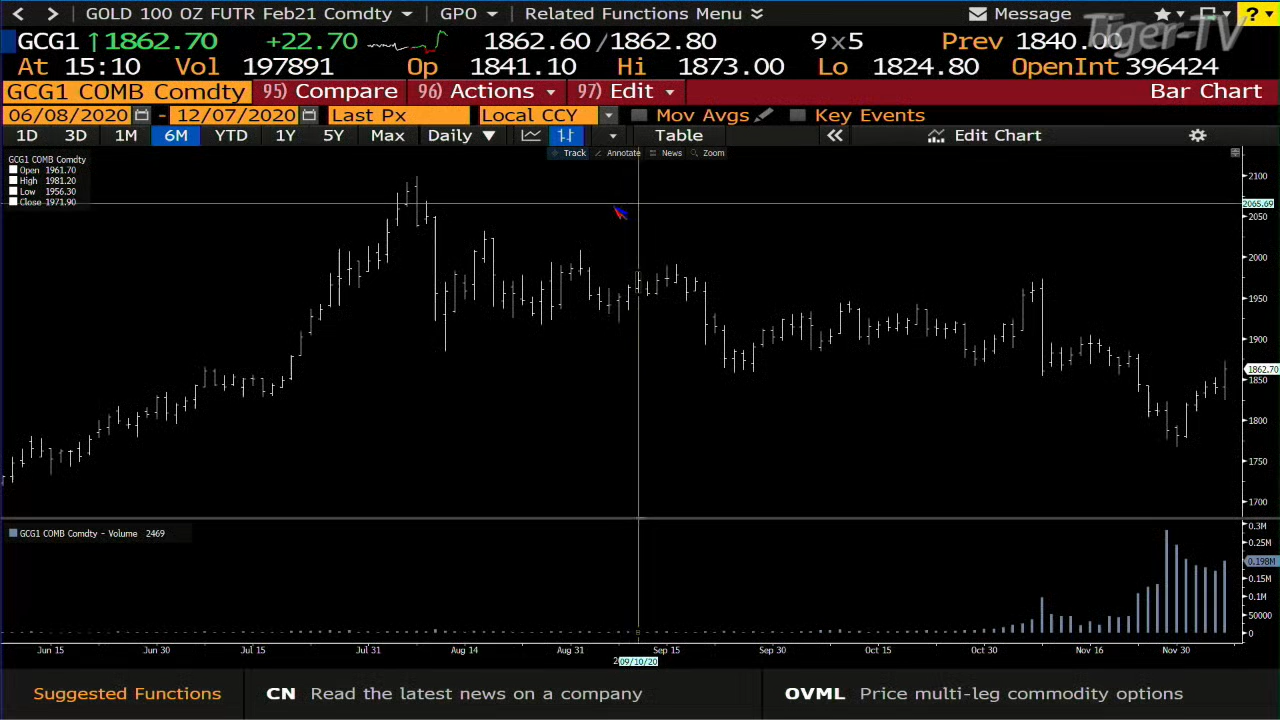 GOLD 100 OZ FUTR Feb21 Comdty GPO Related Functions Menu Message ?
Tiger-TV
GCG1 ↑1862.70 +22.70 1862.60/1862.80 9x5 Prev 1840.00
At 15:10 Vol 197891 Op 1841.10 Hi 1873.00 Lo 1824.80 OpenInt 396424
GCG1 COMB Comdty 95) Compare 96) Actions 97) Edit Bar Chart
06/08/2020 - 12/07/2020 Last Px Local CCY Mov Avgs Key Events
1D 3D 1M 6M YTD 1Y 5Y Max Daily ▼ Table « Edit Chart
Track Annotate News Zoom
GCG1 COMB Comdty
Open 1961.70
High 1981.20
Low 1956.30
Close 1971.90
2100
2065.69
2050
2000
1950
1900
1862.70
1850
1800
1750
1700
GCG1 COMB Comdty - Volume 2469
0.3M
0.25M
0.198M
0.15M
0.1M
50000
0
Jun 15 Jun 30 Jul 15 Jul 31 Aug 14 Aug 31 Sep 15 Sep 30 Oct 15 Oct 30 Nov 16 Nov 30
09/10/20
Suggested Functions CN Read the latest news on a company OVML Price multi-leg commodity options